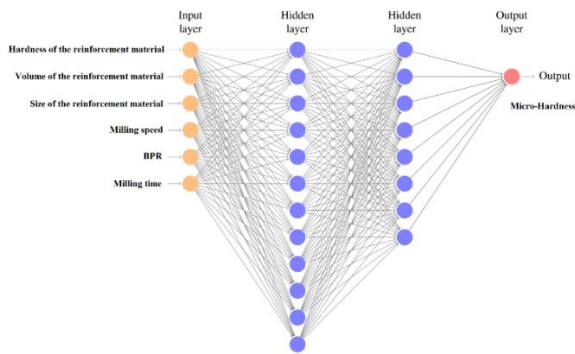 Input
layer
Hidden
layer
Hidden
layer
Output
layer
Hardness of the reinforcement material
Volume of the reinforcement material
Size of the reinforcement material
Milling speed
BPR
Milling time
Output
Micro-Hardness